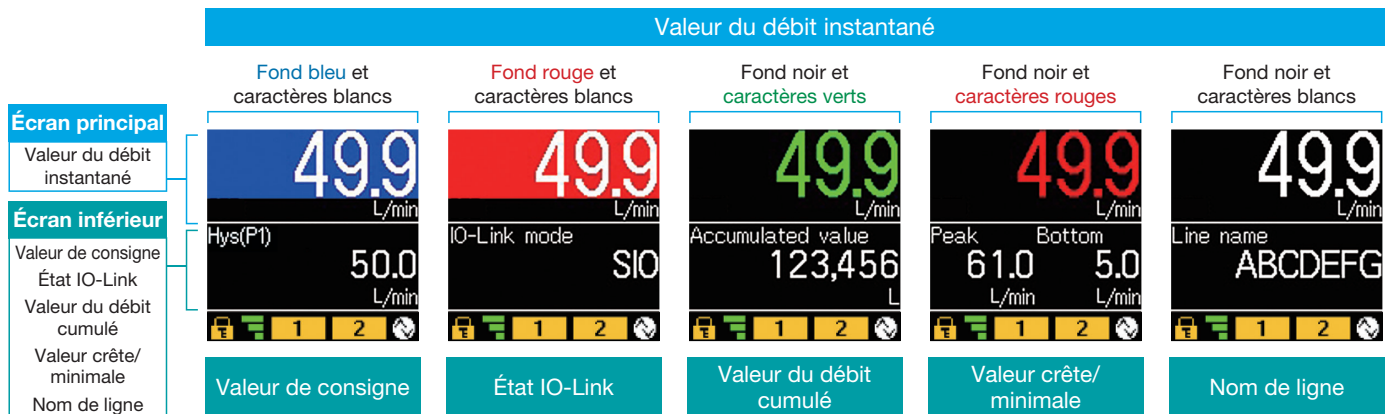 Valeur du débit instantané
Fond bleu et
caractères blancs
Fond rouge et
caractères blancs
Fond noir et
caractères verts
Fond noir et
caractères rouges
Fond noir et
caractères blancs
Écran principal
Valeur du débit
instantané
Écran inférieur
Valeur de consigne
État IO-Link
Valeur du débit
cumulé
Valeur crête/
minimale
Nom de ligne
49.9
L/min
Hys(P1)
50.0
L/min
1 2
Valeur de consigne
49.9
L/min
IO-Link mode
SIO
1 2
État IO-Link
49.9
L/min
Accumulated value
123,456
L
1 2
Valeur du débit
cumulé
49.9
L/min
Peak Bottom
61.0 5.0
L/min L/min
1 2
Valeur crête/
minimale
49.9
L/min
Line name
ABCDEFG
1 2
Nom de ligne